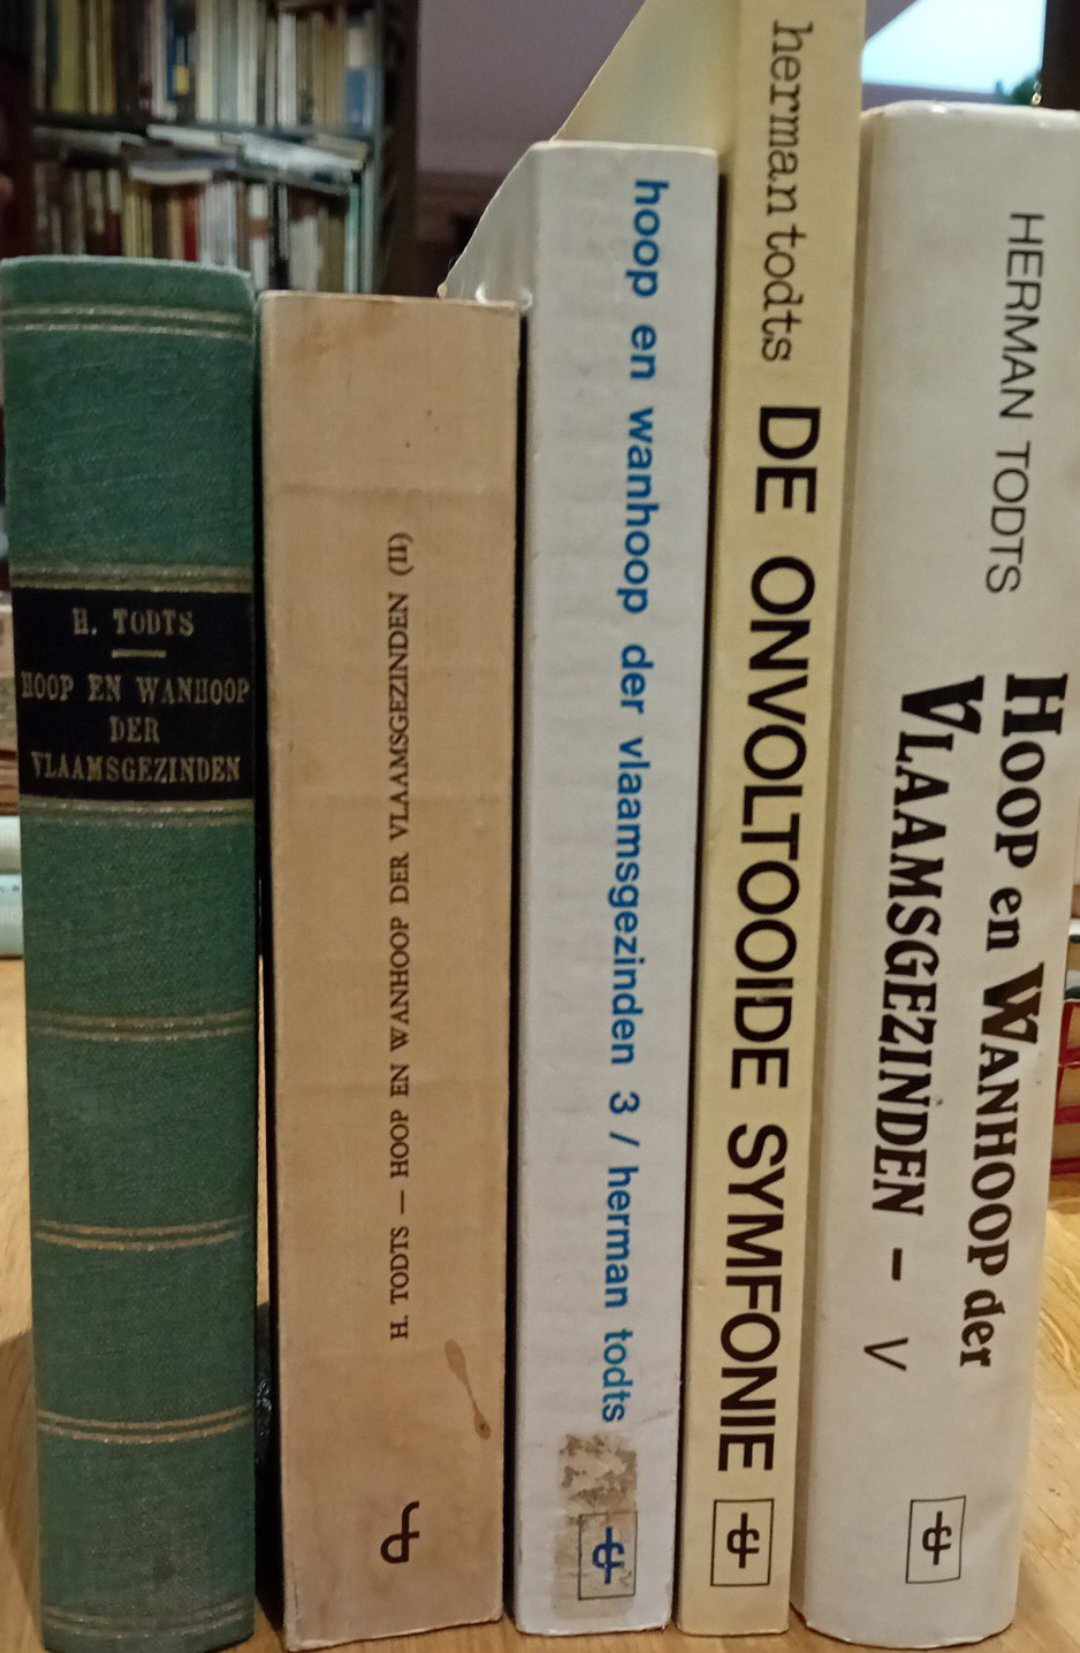 H. TODTS
HOOP EN WANHOOP
DER
VLAAMSGEZINDEN
H. TODTS — HOOP EN WANHOOP DER VLAAMSGEZINDEN (II)
hoop en wanhoop der vlaamsgezinden 3 / herman todts
herman todts DE ONVOLTOOIDE SYMFONIE
HERMAN TODTS
HOOP en WANHOOP der
VLAAMSGEZINDEN - V